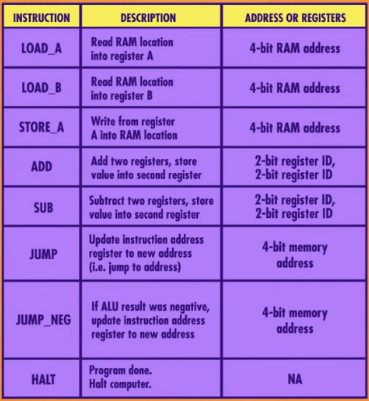 INSTRUCTION DESCRIPTION ADDRESS OR REGISTERS
LOAD_A Read RAM location into register A 4-bit RAM address
LOAD_B Read RAM location into register B 4-bit RAM address
STORE_A Write from register A into RAM location 4-bit RAM address
ADD Add two registers, store value into second register 2-bit register ID, 2-bit register ID
SUB Subtract two registers, store value into second register 2-bit register ID, 2-bit register ID
JUMP Update instruction address register to new address (i.e. jump to address) 4-bit memory address
JUMP_NEG If ALU result was negative, update instruction address register to new address 4-bit memory address
HALT Program done. Halt computer. NA